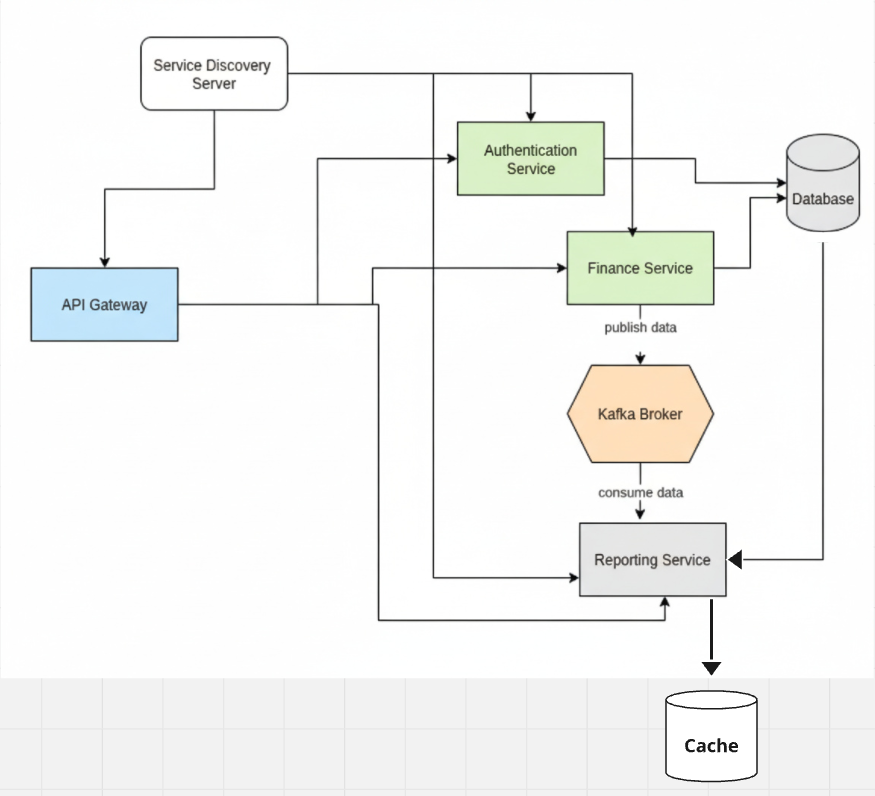 Service Discovery
Server
Authentication
Service
Database
Finance Service
API Gateway
publish data
Kafka Broker
consume data
Reporting Service
Cache